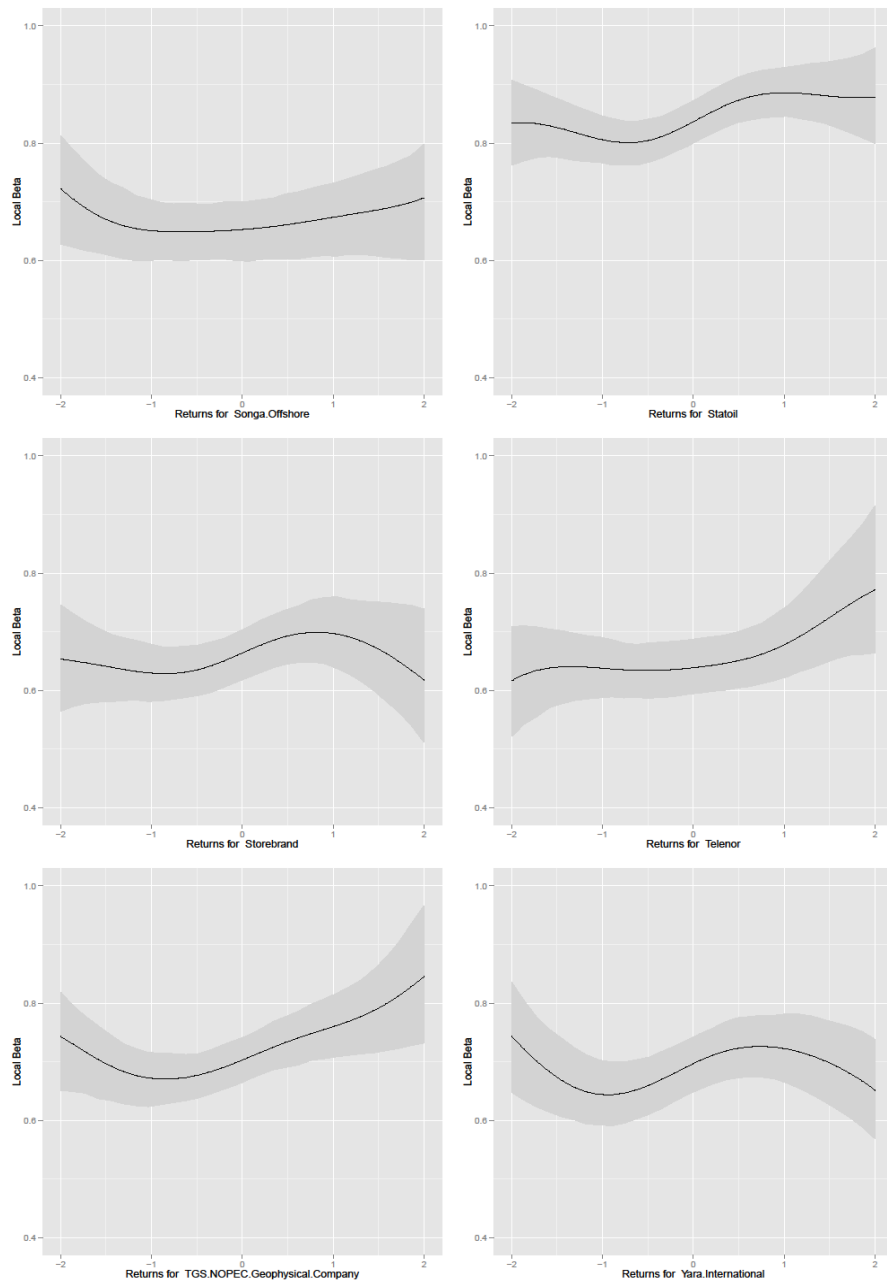 1.0
0.8
0.6
0.4
Local Beta
−2 −1 0 1 2
Returns for Songa.Offshore
1.0
0.8
0.6
0.4
Local Beta
−2 −1 0 1 2
Returns for Statoil
1.0
0.8
0.6
0.4
Local Beta
−2 −1 0 1 2
Returns for Storebrand
1.0
0.8
0.6
0.4
Local Beta
−2 −1 0 1 2
Returns for Telenor
1.0
0.8
0.6
0.4
Local Beta
−2 −1 0 1 2
Returns for TGS.NOPEC.Geophysical.Company
1.0
0.8
0.6
0.4
Local Beta
−2 −1 0 1 2
Returns for Yara.International